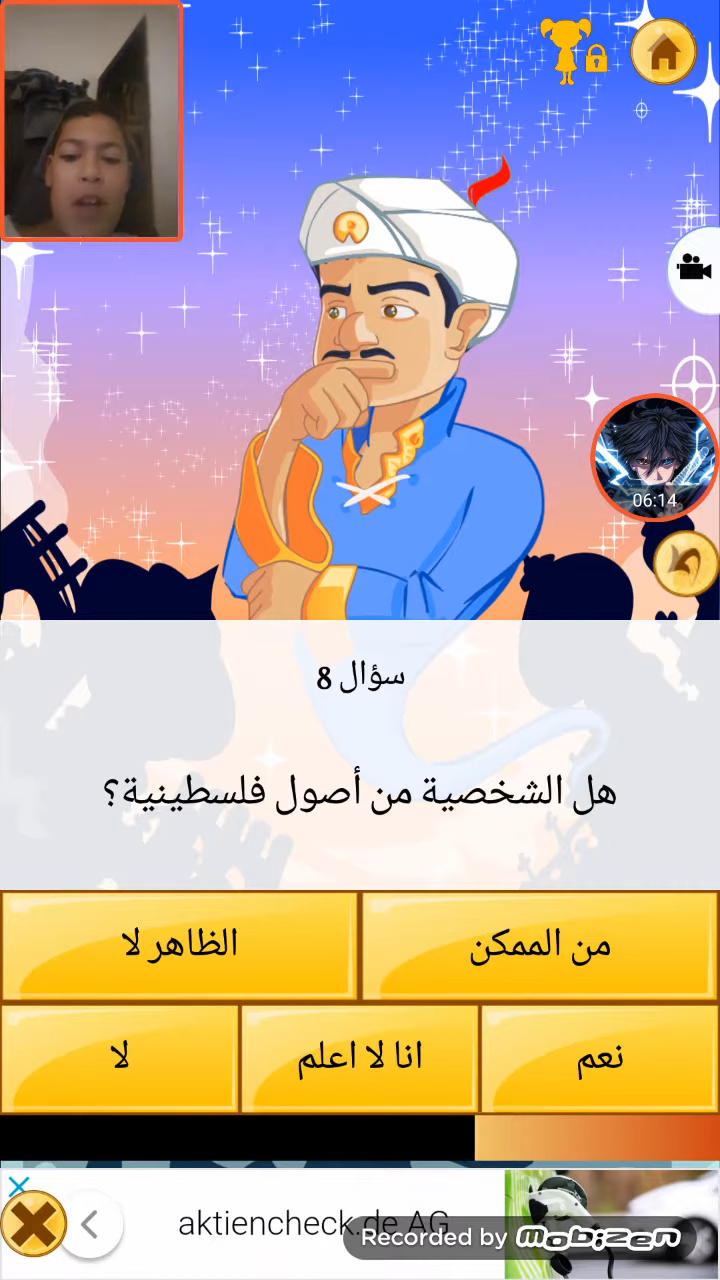 06:14
سؤال 8
هل الشخصية من أصول فلسطينية؟
من الممكن
الظاهر لا
نعم
انا لا اعلم
لا
aktiencheck.de AG
Recorded by mobizen